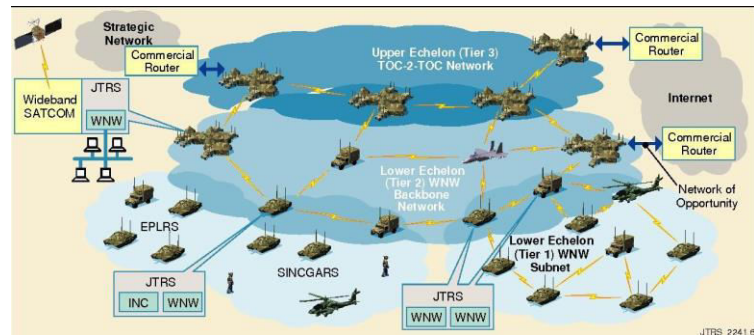 Strategic
Network
Commercial
Router
Upper Echelon (Tier 3)
TOC-2-TOC Network
Commercial
Router
Wideband
SATCOM
JTRS
WNW
Internet
Commercial
Router
Network of
Opportunity
Lower Echelon
(Tier 2) WNW
Backbone
Network
EPLRS
SINCGARS
Lower Echelon
(Tier 1) WNW
Subnet
JTRS
INC WNW
JTRS
WNW WNW
JTRS_2241.6